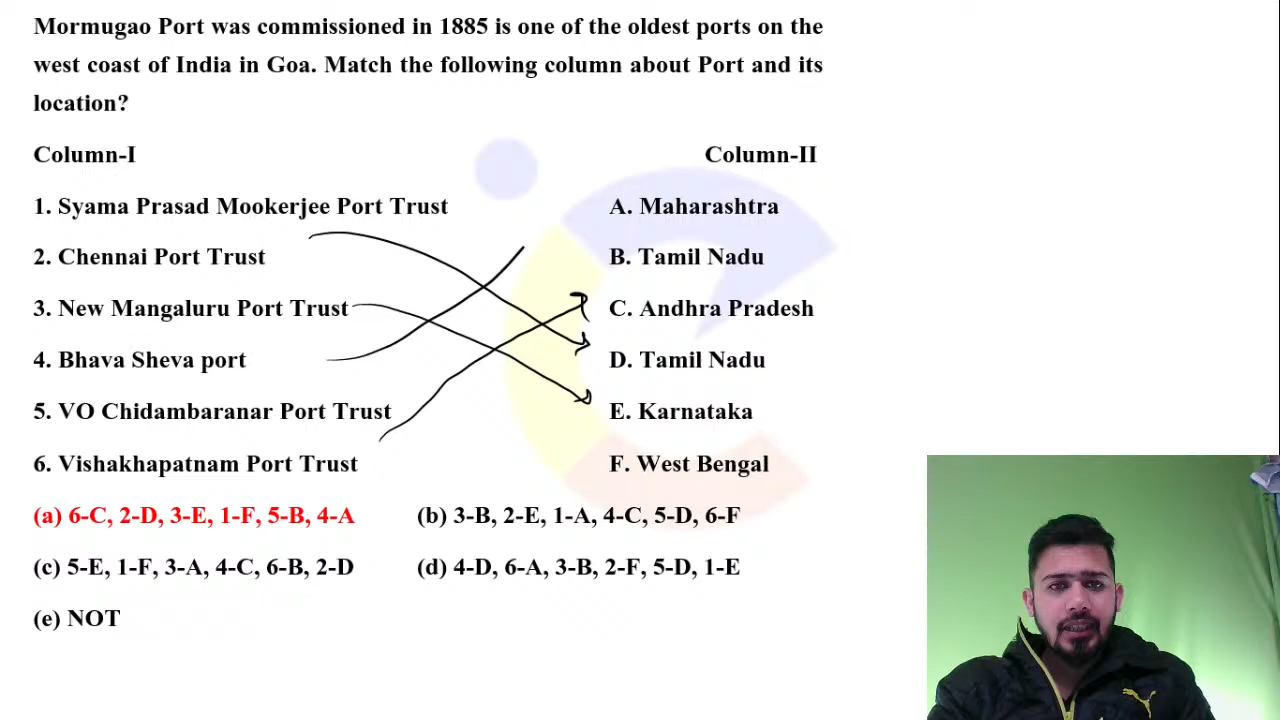 Mormugao Port was commissioned in 1885 is one of the oldest ports on the
west coast of India in Goa. Match the following column about Port and its
location?
Column-I Column-II
1. Syama Prasad Mookerjee Port Trust A. Maharashtra
2. Chennai Port Trust B. Tamil Nadu
3. New Mangaluru Port Trust C. Andhra Pradesh
4. Bhava Sheva port D. Tamil Nadu
5. VO Chidambaranar Port Trust E. Karnataka
6. Vishakhapatnam Port Trust F. West Bengal
(a) 6-C, 2-D, 3-E, 1-F, 5-B, 4-A (b) 3-B, 2-E, 1-A, 4-C, 5-D, 6-F
(c) 5-E, 1-F, 3-A, 4-C, 6-B, 2-D (d) 4-D, 6-A, 3-B, 2-F, 5-D, 1-E
(e) NOT